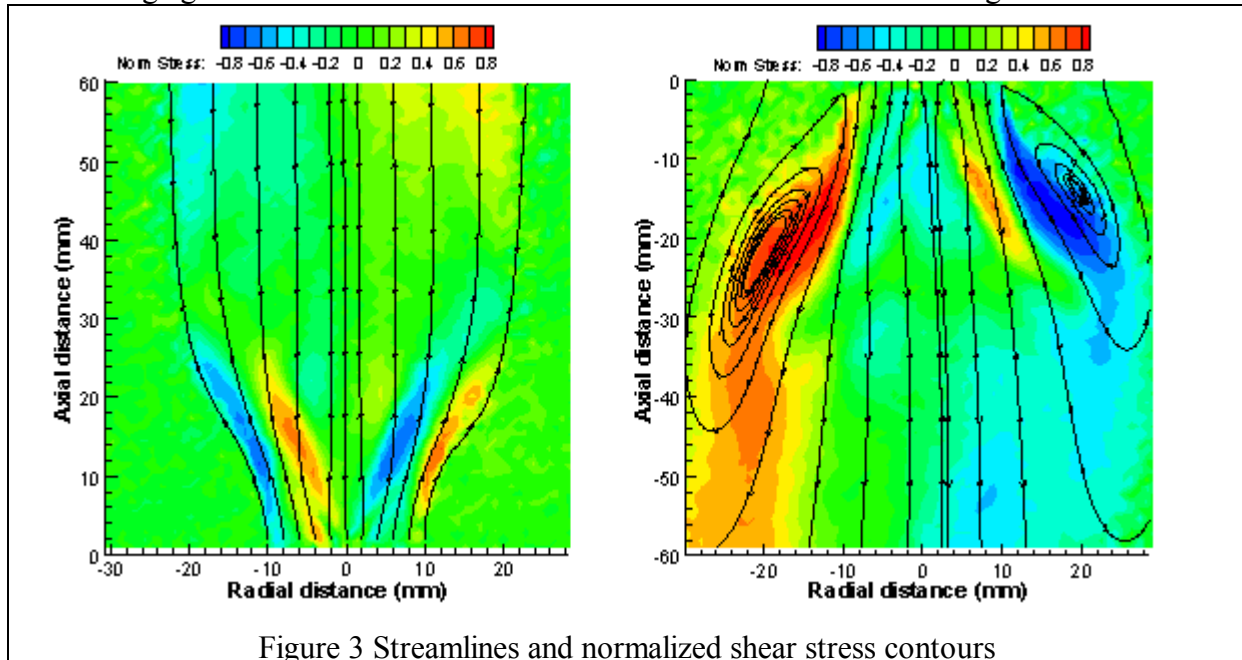 Norm Stress: -0.8 -0.6 -0.4 -0.2 0 0.2 0.4 0.6 0.8
60
50
40
30
20
10
0
Axial distance (mm)
-30 -20 -10 0 10 20
Radial distance (mm)
Norm Stress: -0.8 -0.6 -0.4 -0.2 0 0.2 0.4 0.6 0.8
0
-10
-20
-30
-40
-50
-60
Axial distance (mm)
-20 -10 0 10 20
Radial distance (mm)
Figure 3 Streamlines and normalized shear stress contours